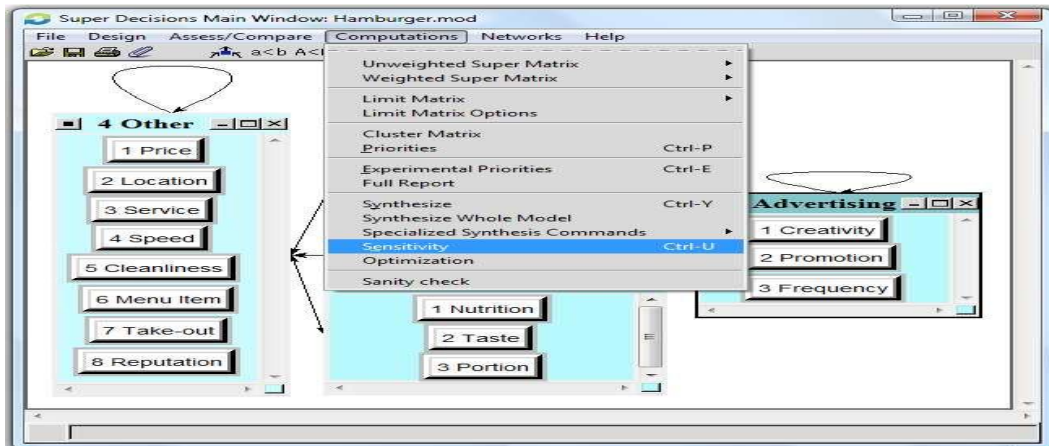 Super Decisions Main Window: Hamburger.mod
File Design Assess/Compare Computations Networks Help
a<b
Unweighted Super Matrix
Weighted Super Matrix
Limit Matrix
Limit Matrix Options
Cluster Matrix
Priorities Ctrl-P
Experimental Priorities Ctrl-E
Full Report
Synthesize Ctrl-Y
Synthesize Whole Model
Specialized Synthesis Commands
Sensitivity Ctrl-U
Optimization
Sanity check
4 Other
1 Price
2 Location
3 Service
4 Speed
5 Cleanliness
6 Menu Item
7 Take-out
8 Reputation
1 Nutrition
2 Taste
3 Portion
Advertising
1 Creativity
2 Promotion
3 Frequency